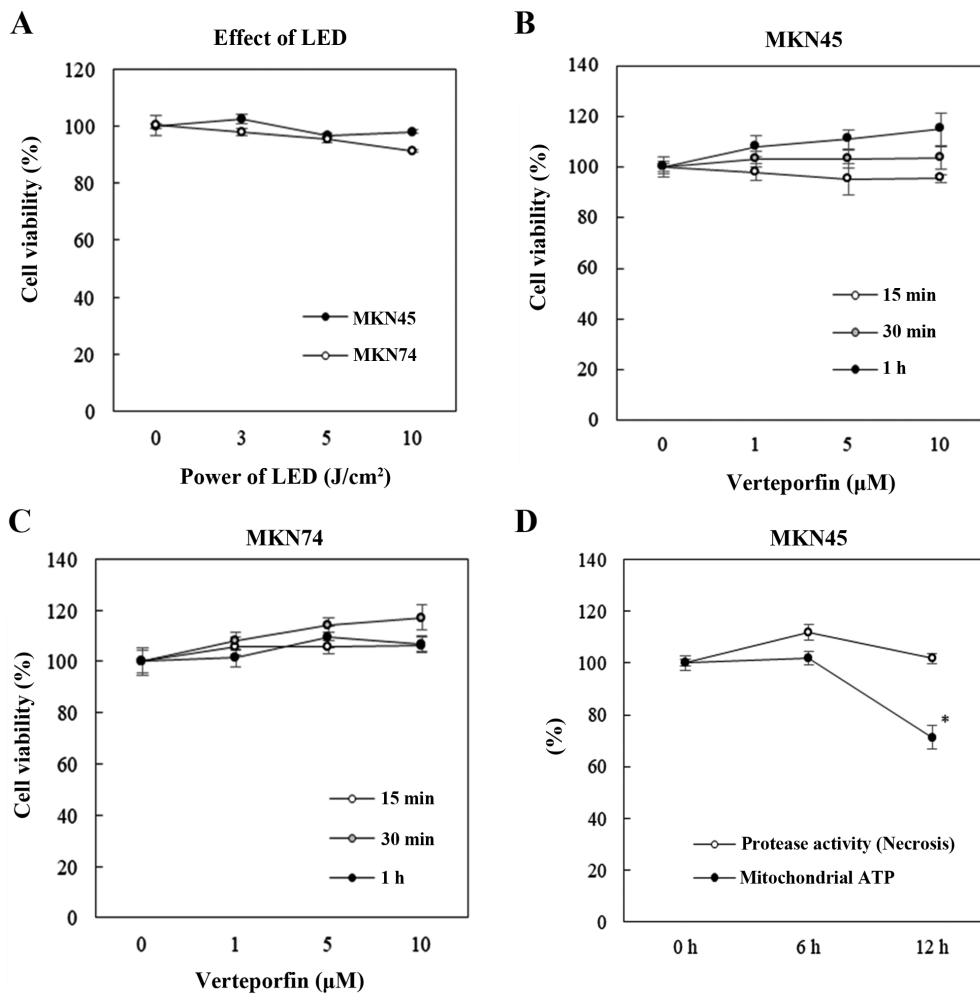 A
Effect of LED
120
100
80
60
40
20
0
Cell viability (%)
MKN45
MKN74
0 3 5 10
Power of LED (J/cm²)
B
MKN45
140
120
100
80
60
40
20
0
Cell viability (%)
15 min
30 min
1 h
0 1 5 10
Verteporfin (μM)
C
MKN74
140
120
100
80
60
40
20
0
Cell viability (%)
15 min
30 min
1 h
0 1 5 10
Verteporfin (μM)
D
MKN45
140
120
100
80
60
40
20
0
(%)
*
Protease activity (Necrosis)
Mitochondrial ATP
0 h 6 h 12 h